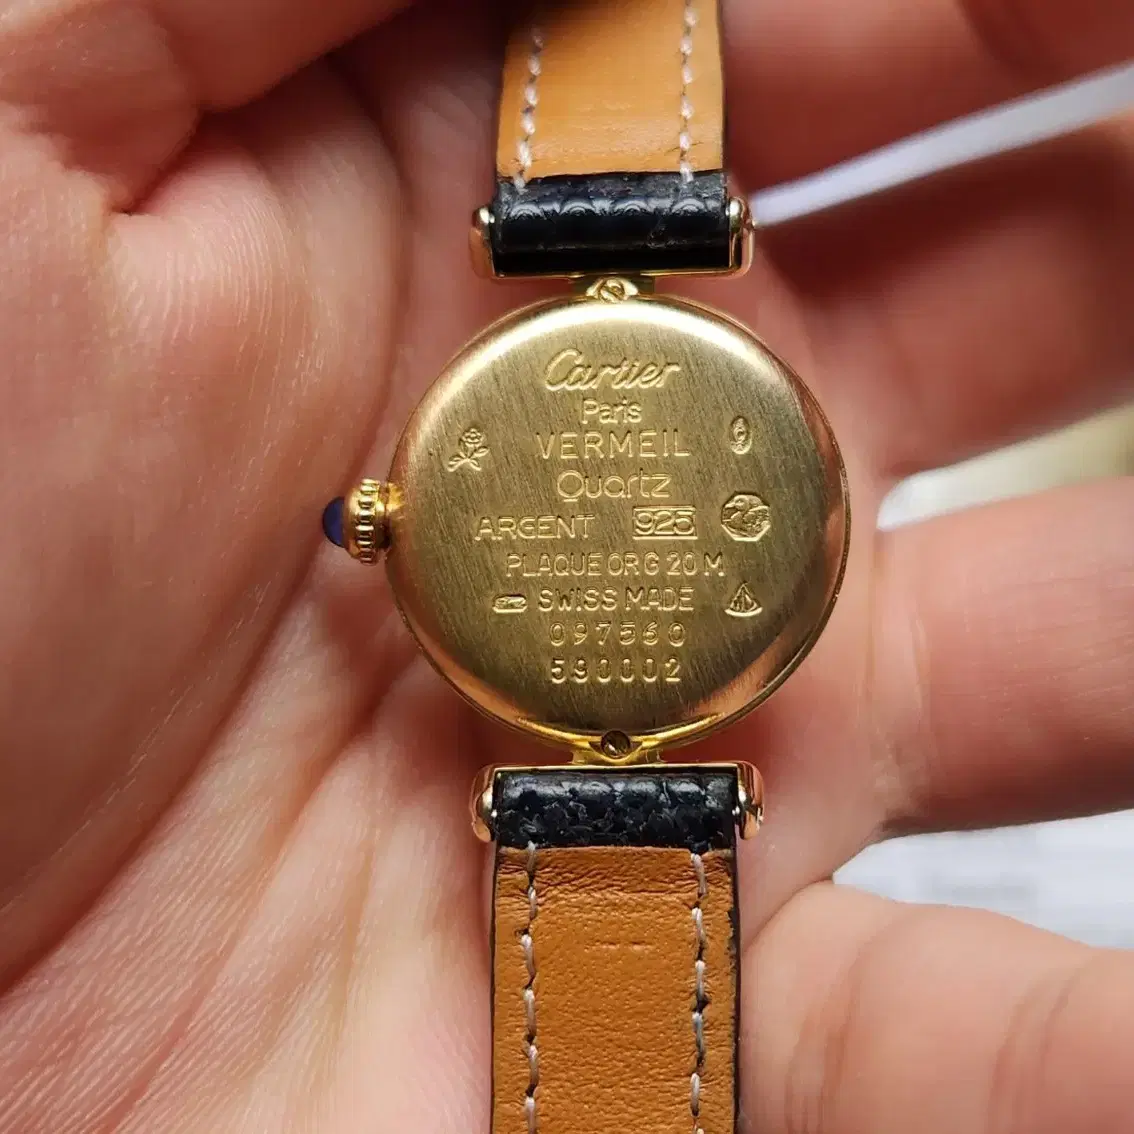 Cartier
Paris
VERMEIL
Quartz
ARGENT 925
PLAQUE OR G 20 M
SWISS MADE
097560
590002